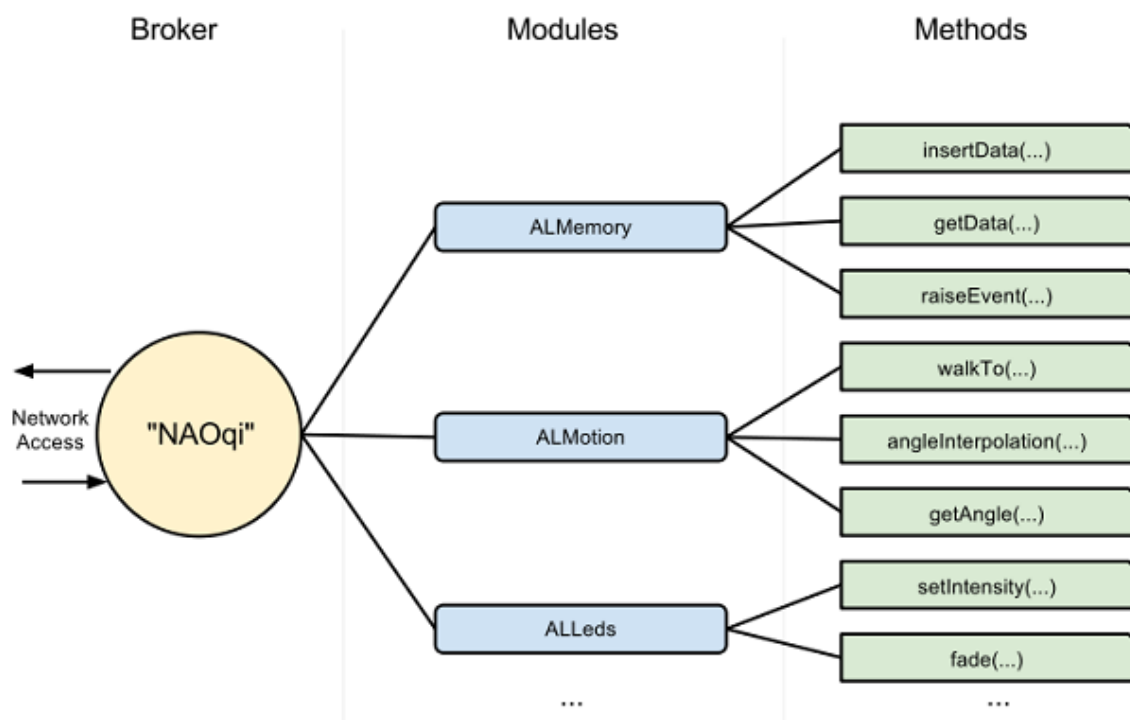 Broker
Modules
Methods
insertData(...)
ALMemory
getData(...)
raiseEvent(...)
walkTo(...)
Network
Access
"NAOqi"
ALMotion
angleInterpolation(...)
getAngle(...)
setIntensity(...)
ALLeds
fade(...)
...
...